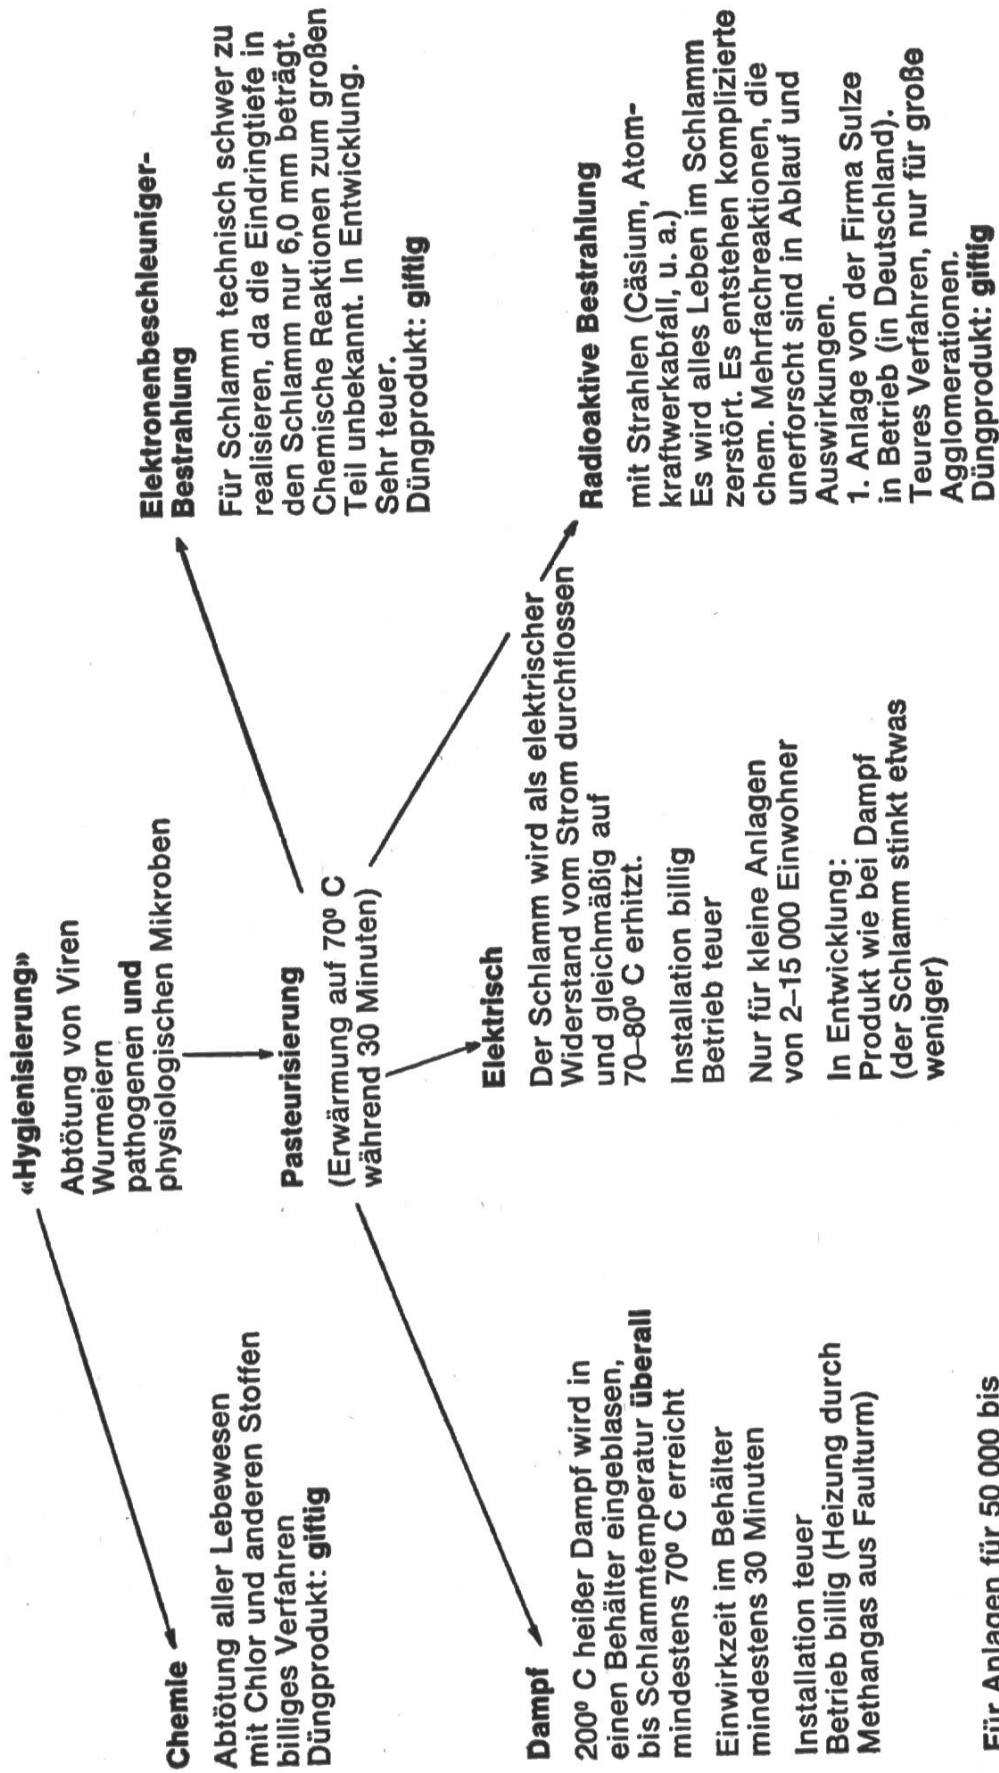 «Hygienisierung»
Abtötung von Viren
Wurmeiern
pathogenen und
physiologischen Mikroben
Chemie
Abtötung aller Lebewesen
mit Chlor und anderen Stoffen
billiges Verfahren
Düngprodukt: giftig
Pasteurisierung
(Erwärmung auf 70⁰ C
während 30 Minuten)
Elektronenbeschleuniger-
Bestrahlung
Für Schlamm technisch schwer zu
realisieren, da die Eindringtiefe in
den Schlamm nur 6,0 mm beträgt.
Chemische Reaktionen zum großen
Teil unbekannt. In Entwicklung.
Sehr teuer.
Düngprodukt: giftig
Dampf
200⁰ C heißer Dampf wird in
einen Behälter eingeblasen,
bis Schlammtemperatur überall
mindestens 70⁰ C erreicht
Einwirkzeit im Behälter
mindestens 30 Minuten
Installation teuer
Betrieb billig (Heizung durch
Methangas aus Faulturm)
Für Anlagen für 50 000 bis
Elektrisch
Der Schlamm wird als elektrischer
Widerstand vom Strom durchflossen
und gleichmäßig auf
70–80⁰ C erhitzt.
Installation billig
Betrieb teuer
Nur für kleine Anlagen
von 2–15 000 Einwohner
In Entwicklung:
Produkt wie bei Dampf
(der Schlamm stinkt etwas
weniger)
Radioaktive Bestrahlung
mit Strahlen (Cäsium, Atom-
kraftwerkabfall, u. a.)
Es wird alles Leben im Schlamm
zerstört. Es entstehen komplizierte
chem. Mehrfachreaktionen, die
unerforscht sind in Ablauf und
Auswirkungen.
1. Anlage von der Firma Sulze
in Betrieb (in Deutschland).
Teures Verfahren, nur für große
Agglomerationen.
Düngprodukt: giftig